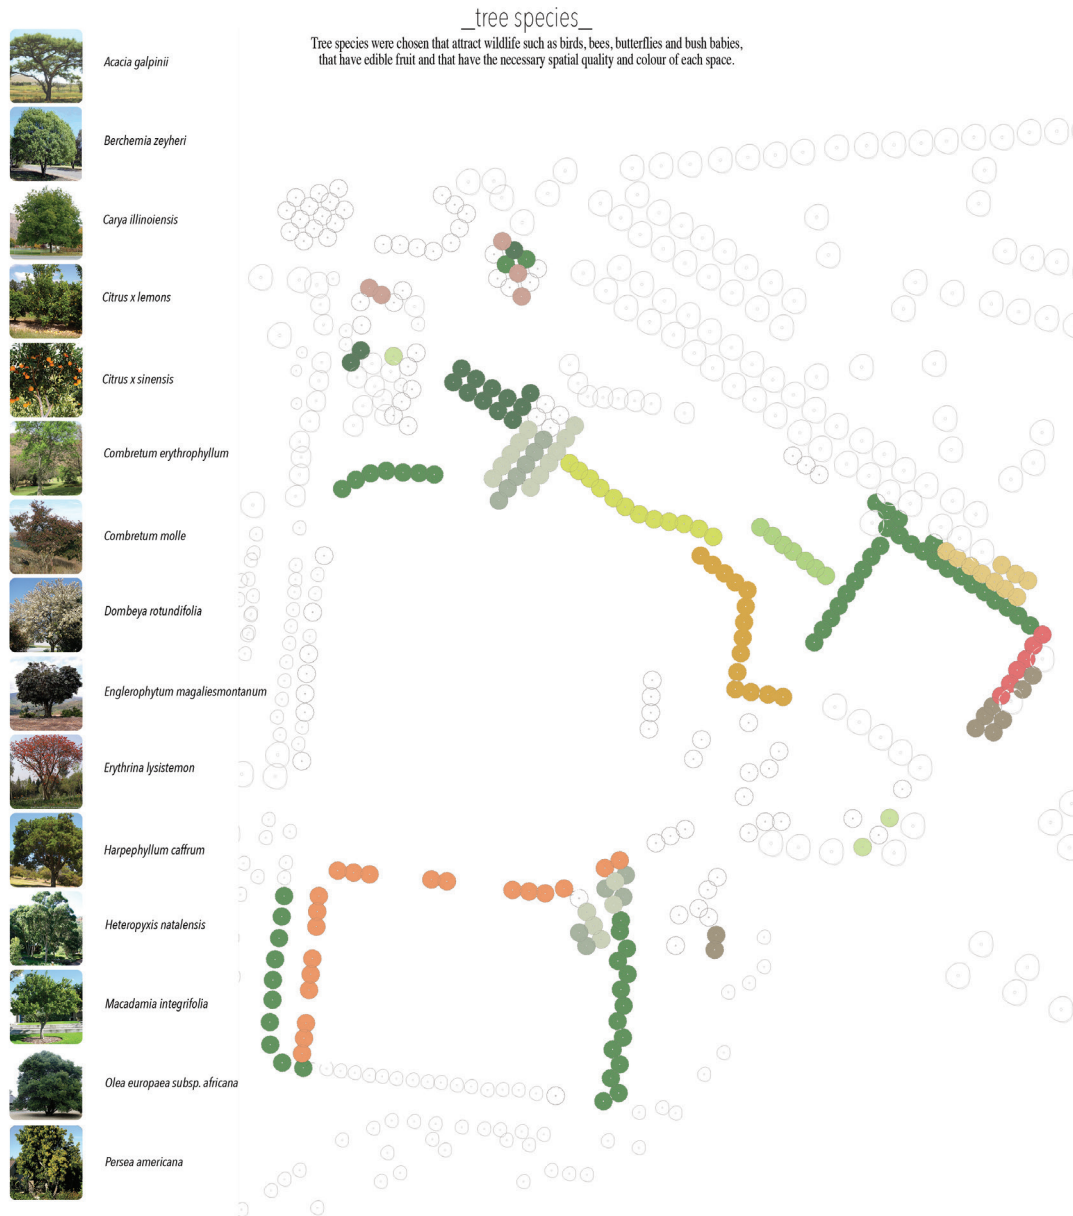 _tree species_
Tree species were chosen that attract wildlife such as birds, bees, butterflies and bush babies,
that have edible fruit and that have the necessary spatial quality and colour of each space.
Acacia galpinii
Berchemia zeyheri
Carya illinoiensis
Citrus x lemons
Citrus x sinensis
Combretum erythrophyllum
Combretum molle
Dombeya rotundifolia
Englerophytum magaliesmontanum
Erythrina lysistemon
Harpephyllum caffrum
Heteropyxis natalensis
Macadamia integrifolia
Olea europaea subsp. africana
Persea americana